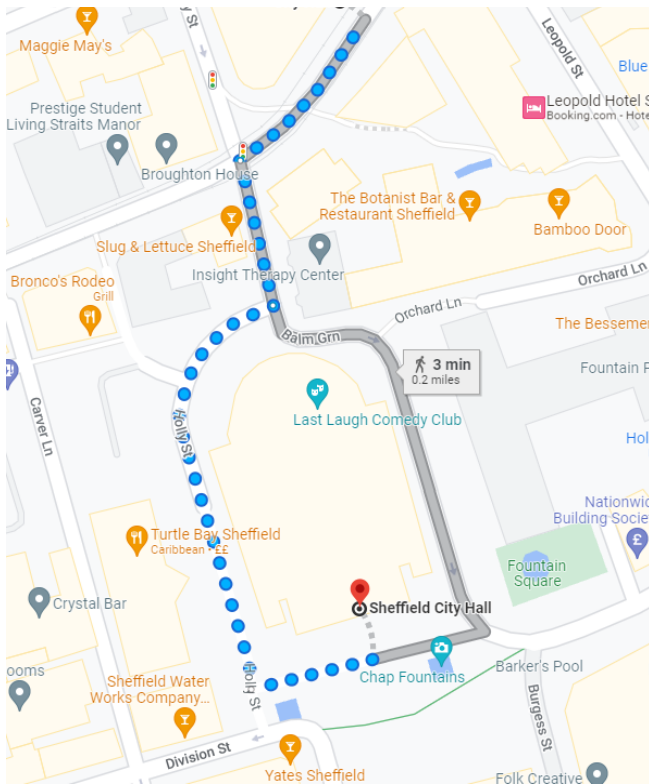 y St
Maggie May's
Leopold St
Blue
Prestige Student
Living Straits Manor
Leopold Hotel S
Booking.com - Hote
Broughton House
The Botanist Bar &
Restaurant Sheffield
Bamboo Door
Slug & Lettuce Sheffield
Insight Therapy Center
Bronco's Rodeo
Grill
Orchard Ln
Orchard Ln
Balm Grn
The Bessemer
3 min
0.2 miles
Fountain P
Carver Ln
Holly St
Last Laugh Comedy Club
Hol
Nationwid
Building Societ
Turtle Bay Sheffield
Caribbean · ££
Fountain
Square
Crystal Bar
Sheffield City Hall
ooms
Sheffield Water
Works Company...
Holly St
Chap Fountains
Barker's Pool
Burgess St
Division St
Yates Sheffield
Folk Creative